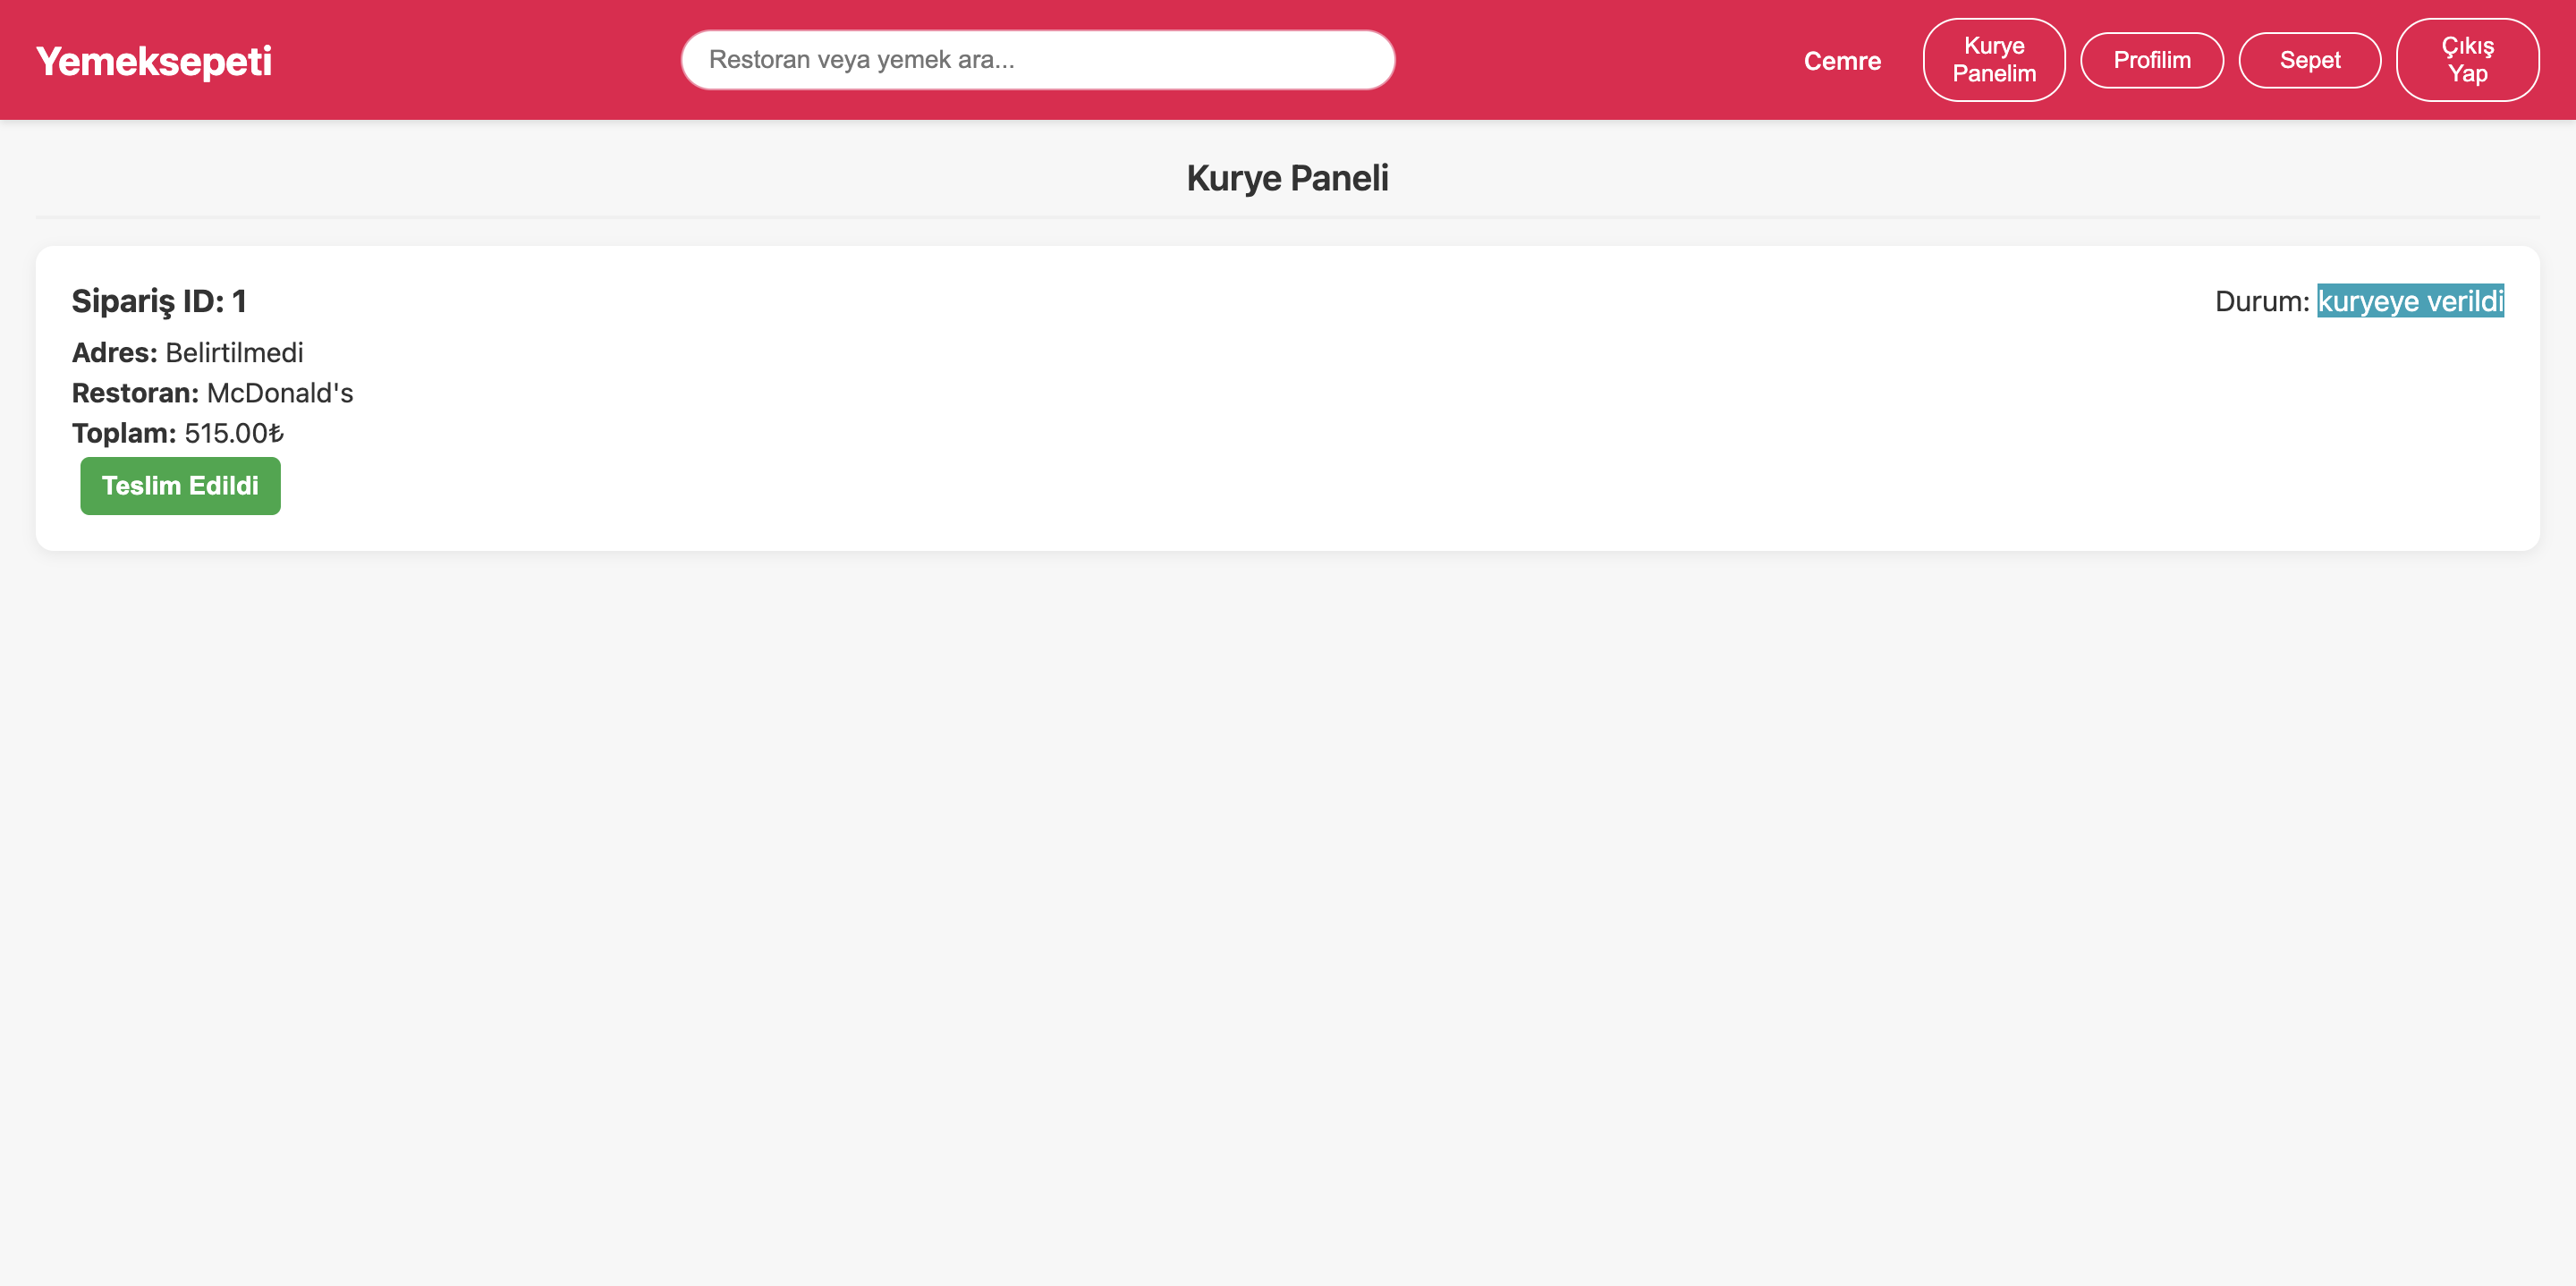 Yemeksepeti
Restoran veya yemek ara...
Cemre
Kurye
Panelim
Profilim
Sepet
Çıkış
Yap
Kurye Paneli
Sipariş ID: 1
Durum: kuryeye verildi
Adres: Belirtilmedi
Restoran: McDonald's
Toplam: 515.00₺
Teslim Edildi